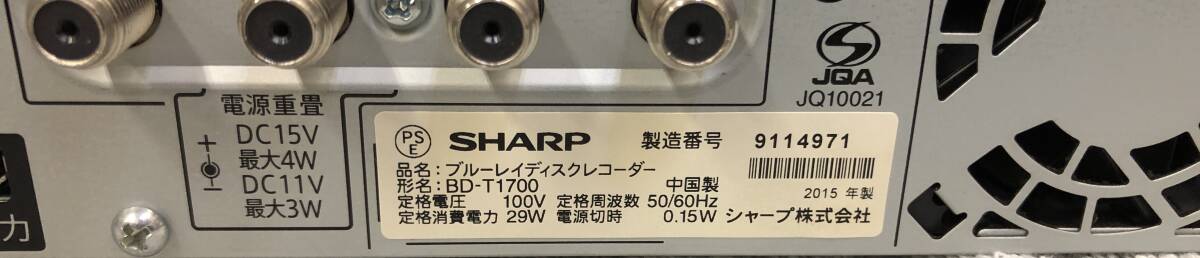 電源重畳
DC15V
最大4W
DC11V
最大3W
力
PSE SHARP 製造番号 9114971
品名:ブルーレイディスクレコーダー
形名:BD-T1700 中国製 2015 年製
定格電圧 100V 定格周波数 50/60Hz
定格消費電力 29W 電源切時 0.15W シャープ株式会社
JQA
JQ10021